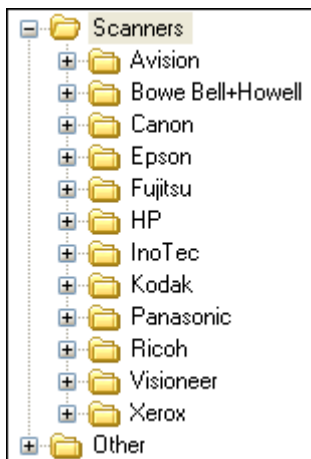 Scanners
Avision
Bowe Bell+Howell
Canon
Epson
Fujitsu
HP
InoTec
Kodak
Panasonic
Ricoh
Visioneer
Xerox
Other